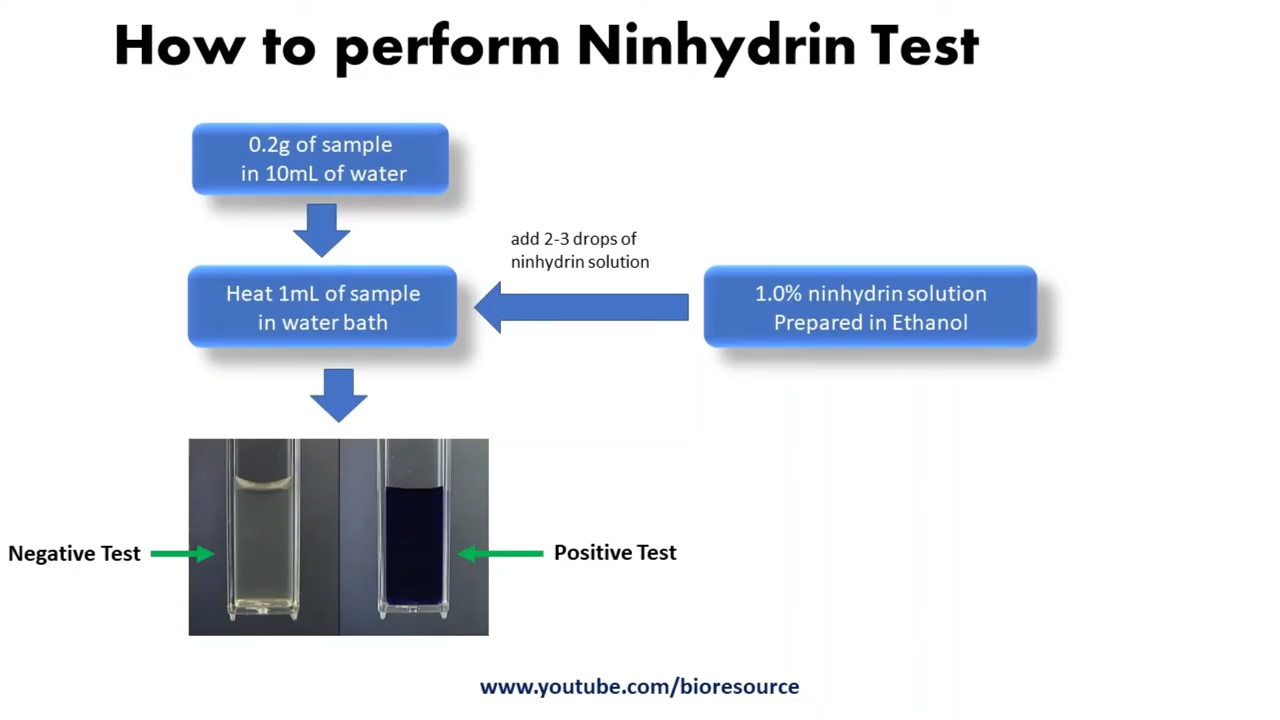 How to perform Ninhydrin Test
0.2g of sample
in 10mL of water
add 2-3 drops of
ninhydrin solution
Heat 1mL of sample
in water bath
1.0% ninhydrin solution
Prepared in Ethanol
Negative Test
Positive Test
www.youtube.com/bioresource